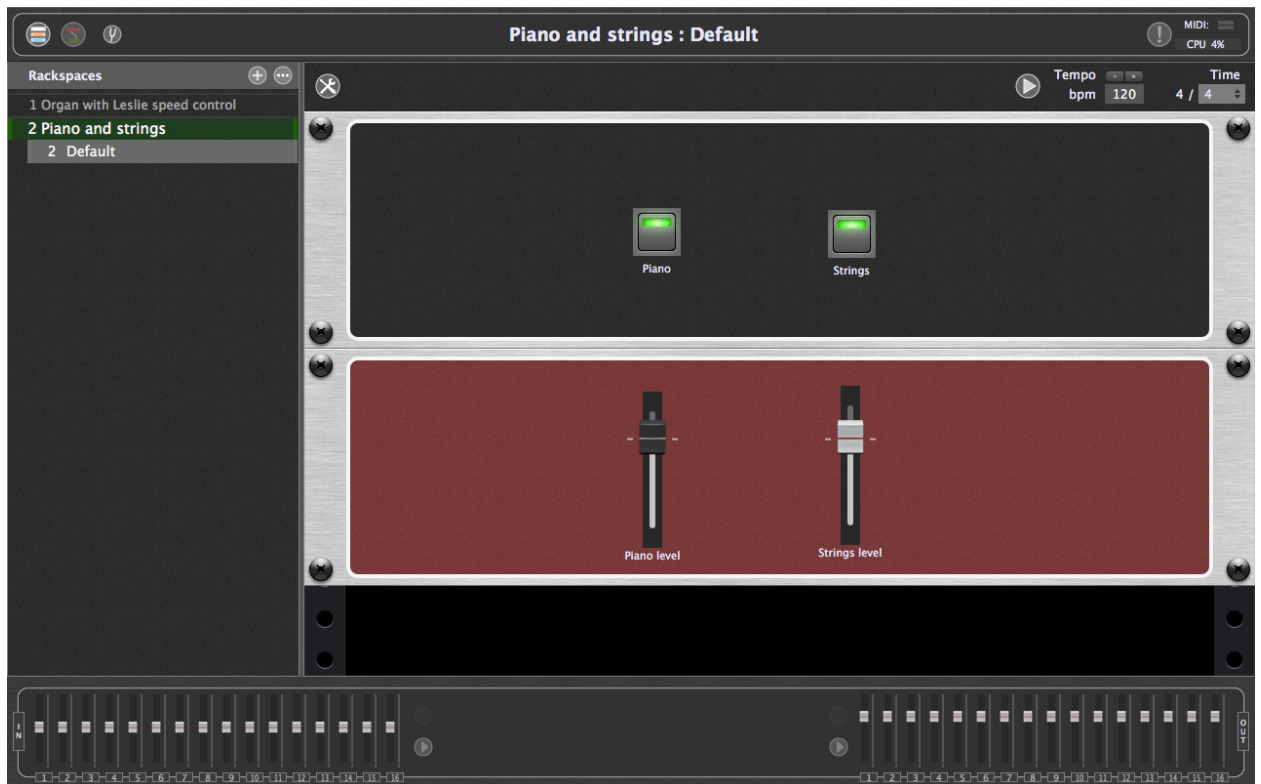 Piano and strings : Default
MIDI:
CPU 4%
Rackspaces
Tempo
- +
Time
bpm 120
4 / 4
1 Organ with Leslie speed control
2 Piano and strings
2 Default
Piano
Strings
Piano level
Strings level
IN
1 2 3 4 5 6 7 8 9 10 11 12 13 14 15 16
1 2 3 4 5 6 7 8 9 10 11 12 13 14 15 16
OUT